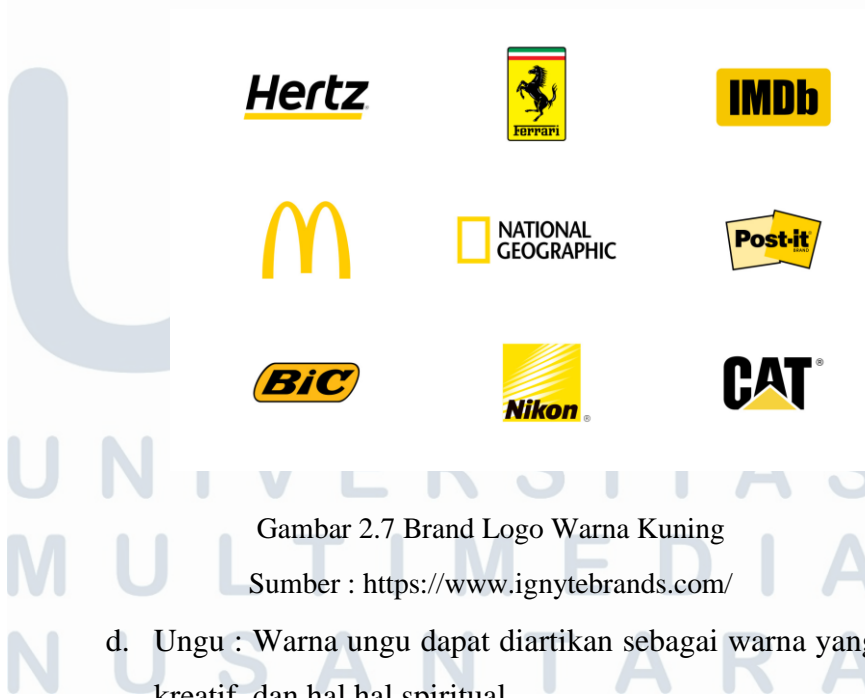 Hertz
Ferrari
IMDb
M
NATIONAL
GEOGRAPHIC
Post-it®
BRAND
BiC
Nikon®
CAT®
UNIVERSITAS
MULTIMEDIA
NUSANTARA
Gambar 2.7 Brand Logo Warna Kuning
Sumber : https://www.ignytebrands.com/
d. Ungu : Warna ungu dapat diartikan sebagai warna yang
kreatif, dan hal hal spiritual